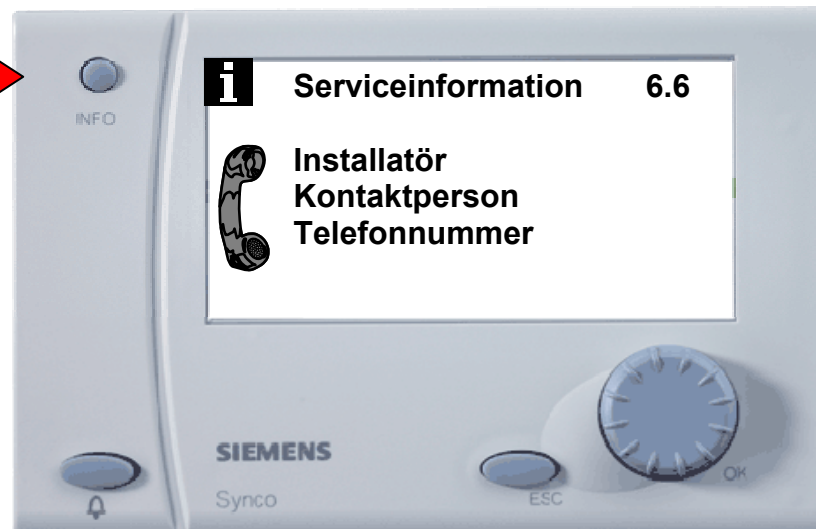 Serviceinformation 6.6
INFO
Installatör
Kontaktperson
Telefonnummer
SIEMENS
Synco
ESC
OK